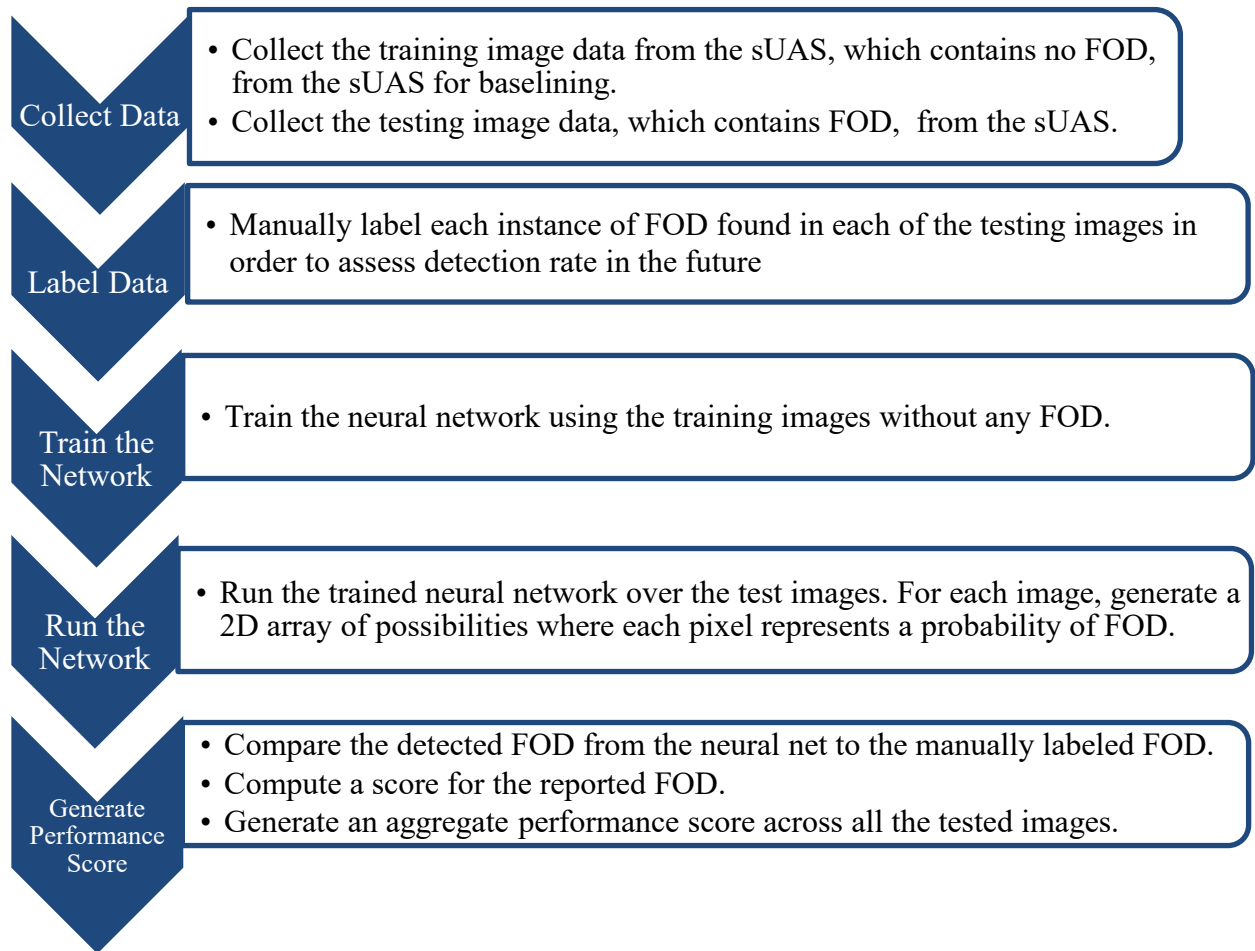 Collect Data
• Collect the training image data from the sUAS, which contains no FOD,
from the sUAS for baselining.
• Collect the testing image data, which contains FOD,  from the sUAS.
Label Data
• Manually label each instance of FOD found in each of the testing images in
order to assess detection rate in the future
Train the
Network
• Train the neural network using the training images without any FOD.
Run the
Network
• Run the trained neural network over the test images. For each image, generate a
2D array of possibilities where each pixel represents a probability of FOD.
Generate
Performance
Score
• Compare the detected FOD from the neural net to the manually labeled FOD.
• Compute a score for the reported FOD.
• Generate an aggregate performance score across all the tested images.